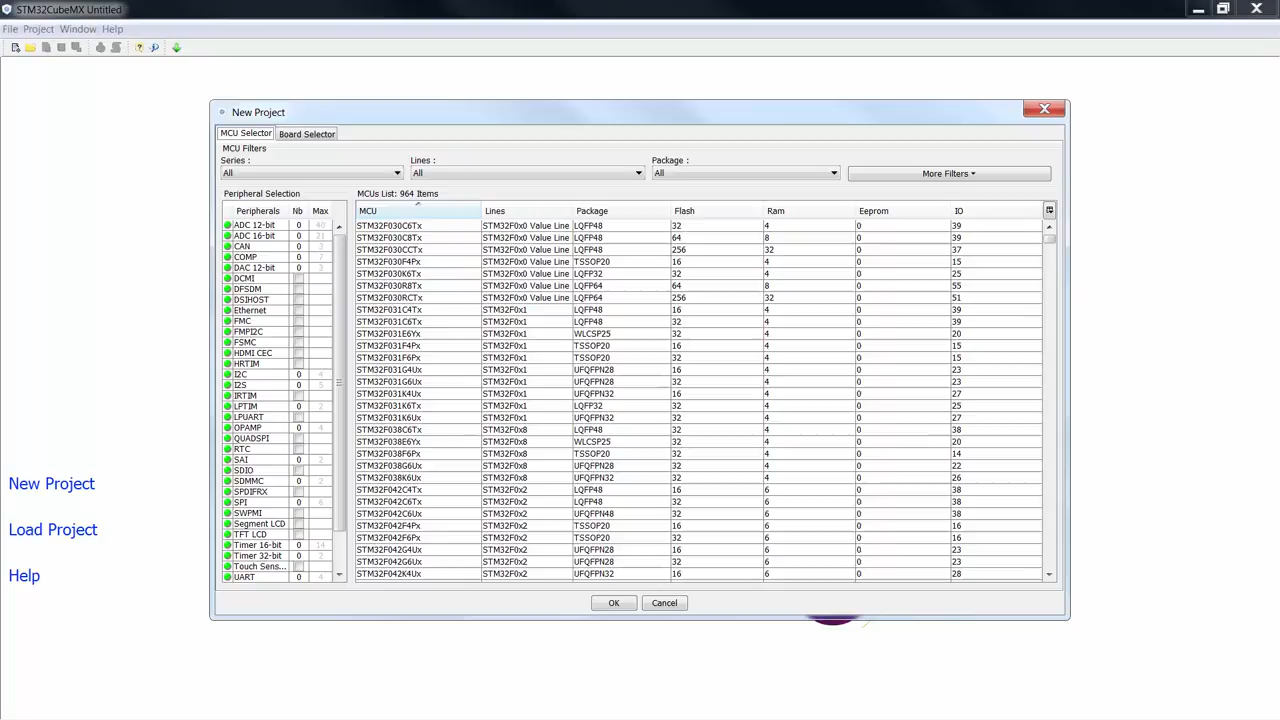 STM32CubeMX Untitled
File Project Window Help
New Project
MCU Selector Board Selector
MCU Filters
Series : Lines : Package :
All All All More Filters
Peripheral Selection MCUs List: 964 Items
Peripherals Nb Max MCU Lines Package Flash Ram Eeprom IO
ADC 12-bit 0 40 STM32F030C6Tx STM32F0x0 Value Line LQFP48 32 4 0 39
ADC 16-bit 0 21 STM32F030C8Tx STM32F0x0 Value Line LQFP48 64 8 0 39
CAN 0 3 STM32F030CCTx STM32F0x0 Value Line LQFP48 256 32 0 37
COMP 0 7 STM32F030F4Px STM32F0x0 Value Line TSSOP20 16 4 0 15
DAC 12-bit 0 3 STM32F030K6Tx STM32F0x0 Value Line LQFP32 32 4 0 25
DCMI STM32F030R8Tx STM32F0x0 Value Line LQFP64 64 8 0 55
DFSDM STM32F030RCTx STM32F0x0 Value Line LQFP64 256 32 0 51
DSIHOST STM32F031C4Tx STM32F0x1 LQFP48 16 4 0 39
Ethernet STM32F031C6Tx STM32F0x1 LQFP48 32 4 0 39
FMC STM32F031E6Yx STM32F0x1 WLCSP25 32 4 0 20
FMPI2C STM32F031F4Px STM32F0x1 TSSOP20 16 4 0 15
FSMC STM32F031F6Px STM32F0x1 TSSOP20 32 4 0 15
HDMI CEC STM32F031G4Ux STM32F0x1 UFQFPN28 16 4 0 23
HRTIM STM32F031G6Ux STM32F0x1 UFQFPN28 32 4 0 23
I2C 0 4 STM32F031K4Ux STM32F0x1 UFQFPN32 16 4 0 27
I2S 0 5 STM32F031K6Tx STM32F0x1 LQFP32 32 4 0 25
IRTIM STM32F031K6Ux STM32F0x1 UFQFPN32 32 4 0 27
LPTIM 0 2 STM32F038C6Tx STM32F0x8 LQFP48 32 4 0 38
LPUART STM32F038E6Yx STM32F0x8 WLCSP25 32 4 0 20
OPAMP 0 4 STM32F038F6Px STM32F0x8 TSSOP20 32 4 0 14
QUADSPI STM32F038G6Ux STM32F0x8 UFQFPN28 32 4 0 22
RTC STM32F038K6Ux STM32F0x8 UFQFPN32 32 4 0 26
SAI 0 2 STM32F042C4Tx STM32F0x2 LQFP48 16 6 0 38
SDIO STM32F042C6Tx STM32F0x2 LQFP48 32 6 0 38
SDMMC 0 2 STM32F042C6Ux STM32F0x2 UFQFPN48 32 6 0 38
SPDIFRX STM32F042F4Px STM32F0x2 TSSOP20 16 6 0 16
SPI 0 6 STM32F042F6Px STM32F0x2 TSSOP20 32 6 0 16
SWPMI STM32F042G4Ux STM32F0x2 UFQFPN28 16 6 0 23
Segment LCD STM32F042G6Ux STM32F0x2 UFQFPN28 32 6 0 23
TFT LCD STM32F042K4Ux STM32F0x2 UFQFPN32 16 6 0 28
Timer 16-bit 0 14
Timer 32-bit 0 2
Touch Sens...
UART 0 4
OK Cancel
New Project
Load Project
Help